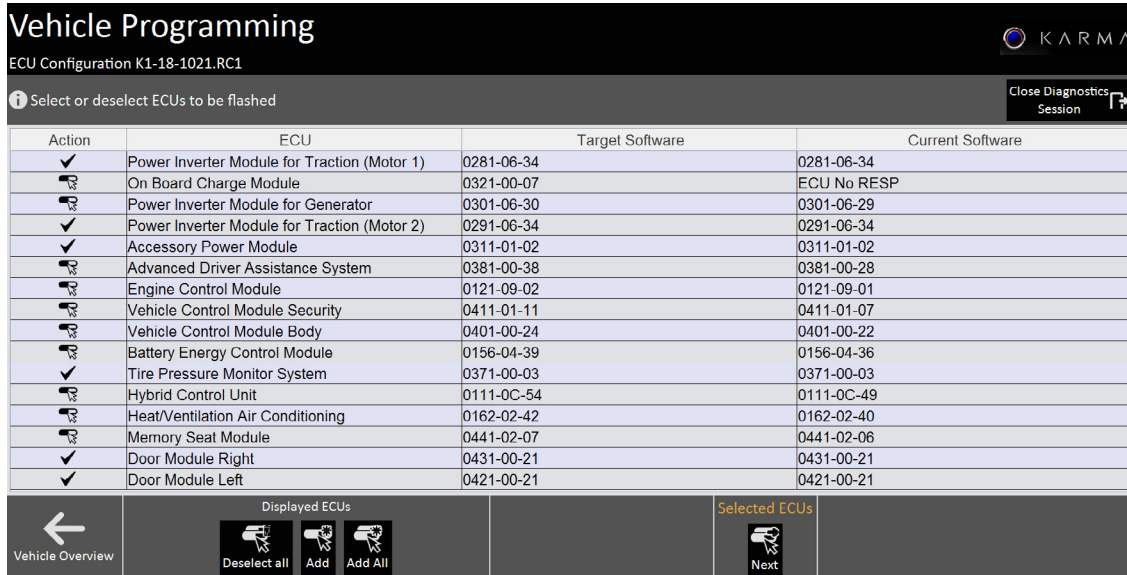 Vehicle Programming
KARMA
ECU Configuration K1-18-1021.RC1
Select or deselect ECUs to be flashed
Close Diagnostics
Session
Action ECU Target Software Current Software
Power Inverter Module for Traction (Motor 1) 0281-06-34 0281-06-34
On Board Charge Module 0321-00-07 ECU No RESP
Power Inverter Module for Generator 0301-06-30 0301-06-29
Power Inverter Module for Traction (Motor 2) 0291-06-34 0291-06-34
Accessory Power Module 0311-01-02 0311-01-02
Advanced Driver Assistance System 0381-00-38 0381-00-28
Engine Control Module 0121-09-02 0121-09-01
Vehicle Control Module Security 0411-01-11 0411-01-07
Vehicle Control Module Body 0401-00-24 0401-00-22
Battery Energy Control Module 0156-04-39 0156-04-36
Tire Pressure Monitor System 0371-00-03 0371-00-03
Hybrid Control Unit 0111-0C-54 0111-0C-49
Heat/Ventilation Air Conditioning 0162-02-42 0162-02-40
Memory Seat Module 0441-02-07 0441-02-06
Door Module Right 0431-00-21 0431-00-21
Door Module Left 0421-00-21 0421-00-21
Displayed ECUs
Selected ECUs
Vehicle Overview
Deselect all Add Add All
Next